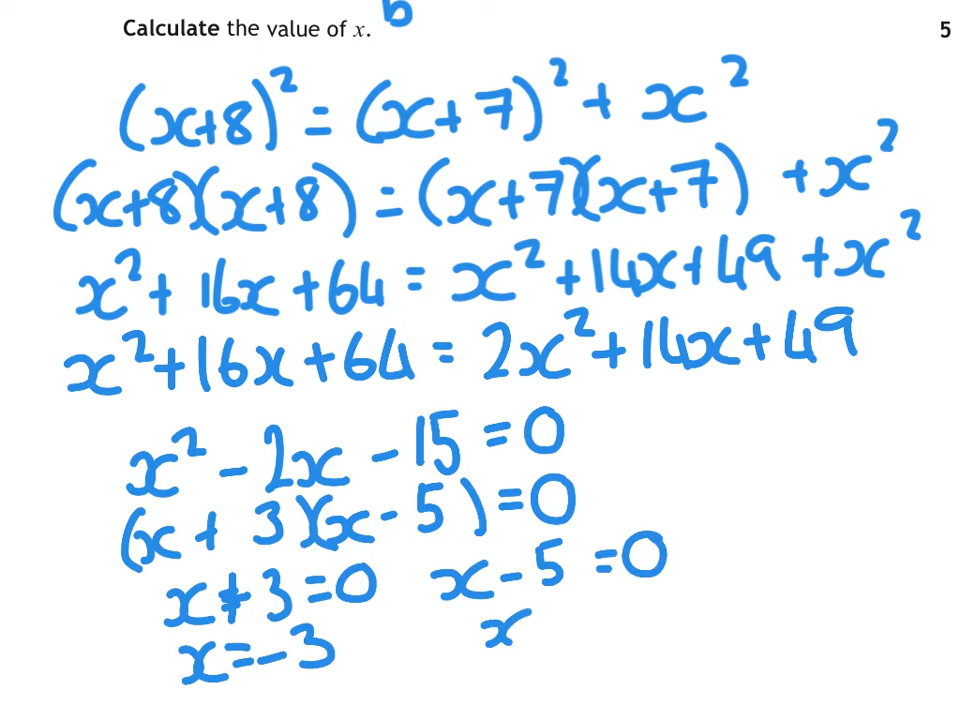 b
Calculate the value of x. 5
(x+8)² = (x+7)² + x²
(x+8)(x+8) = (x+7)(x+7) + x²
x² + 16x + 64 = x² + 14x + 49 + x²
x² + 16x + 64 = 2x² + 14x + 49
x² - 2x - 15 = 0
(x + 3)(x - 5) = 0
x + 3 = 0 x - 5 = 0
x = -3 x